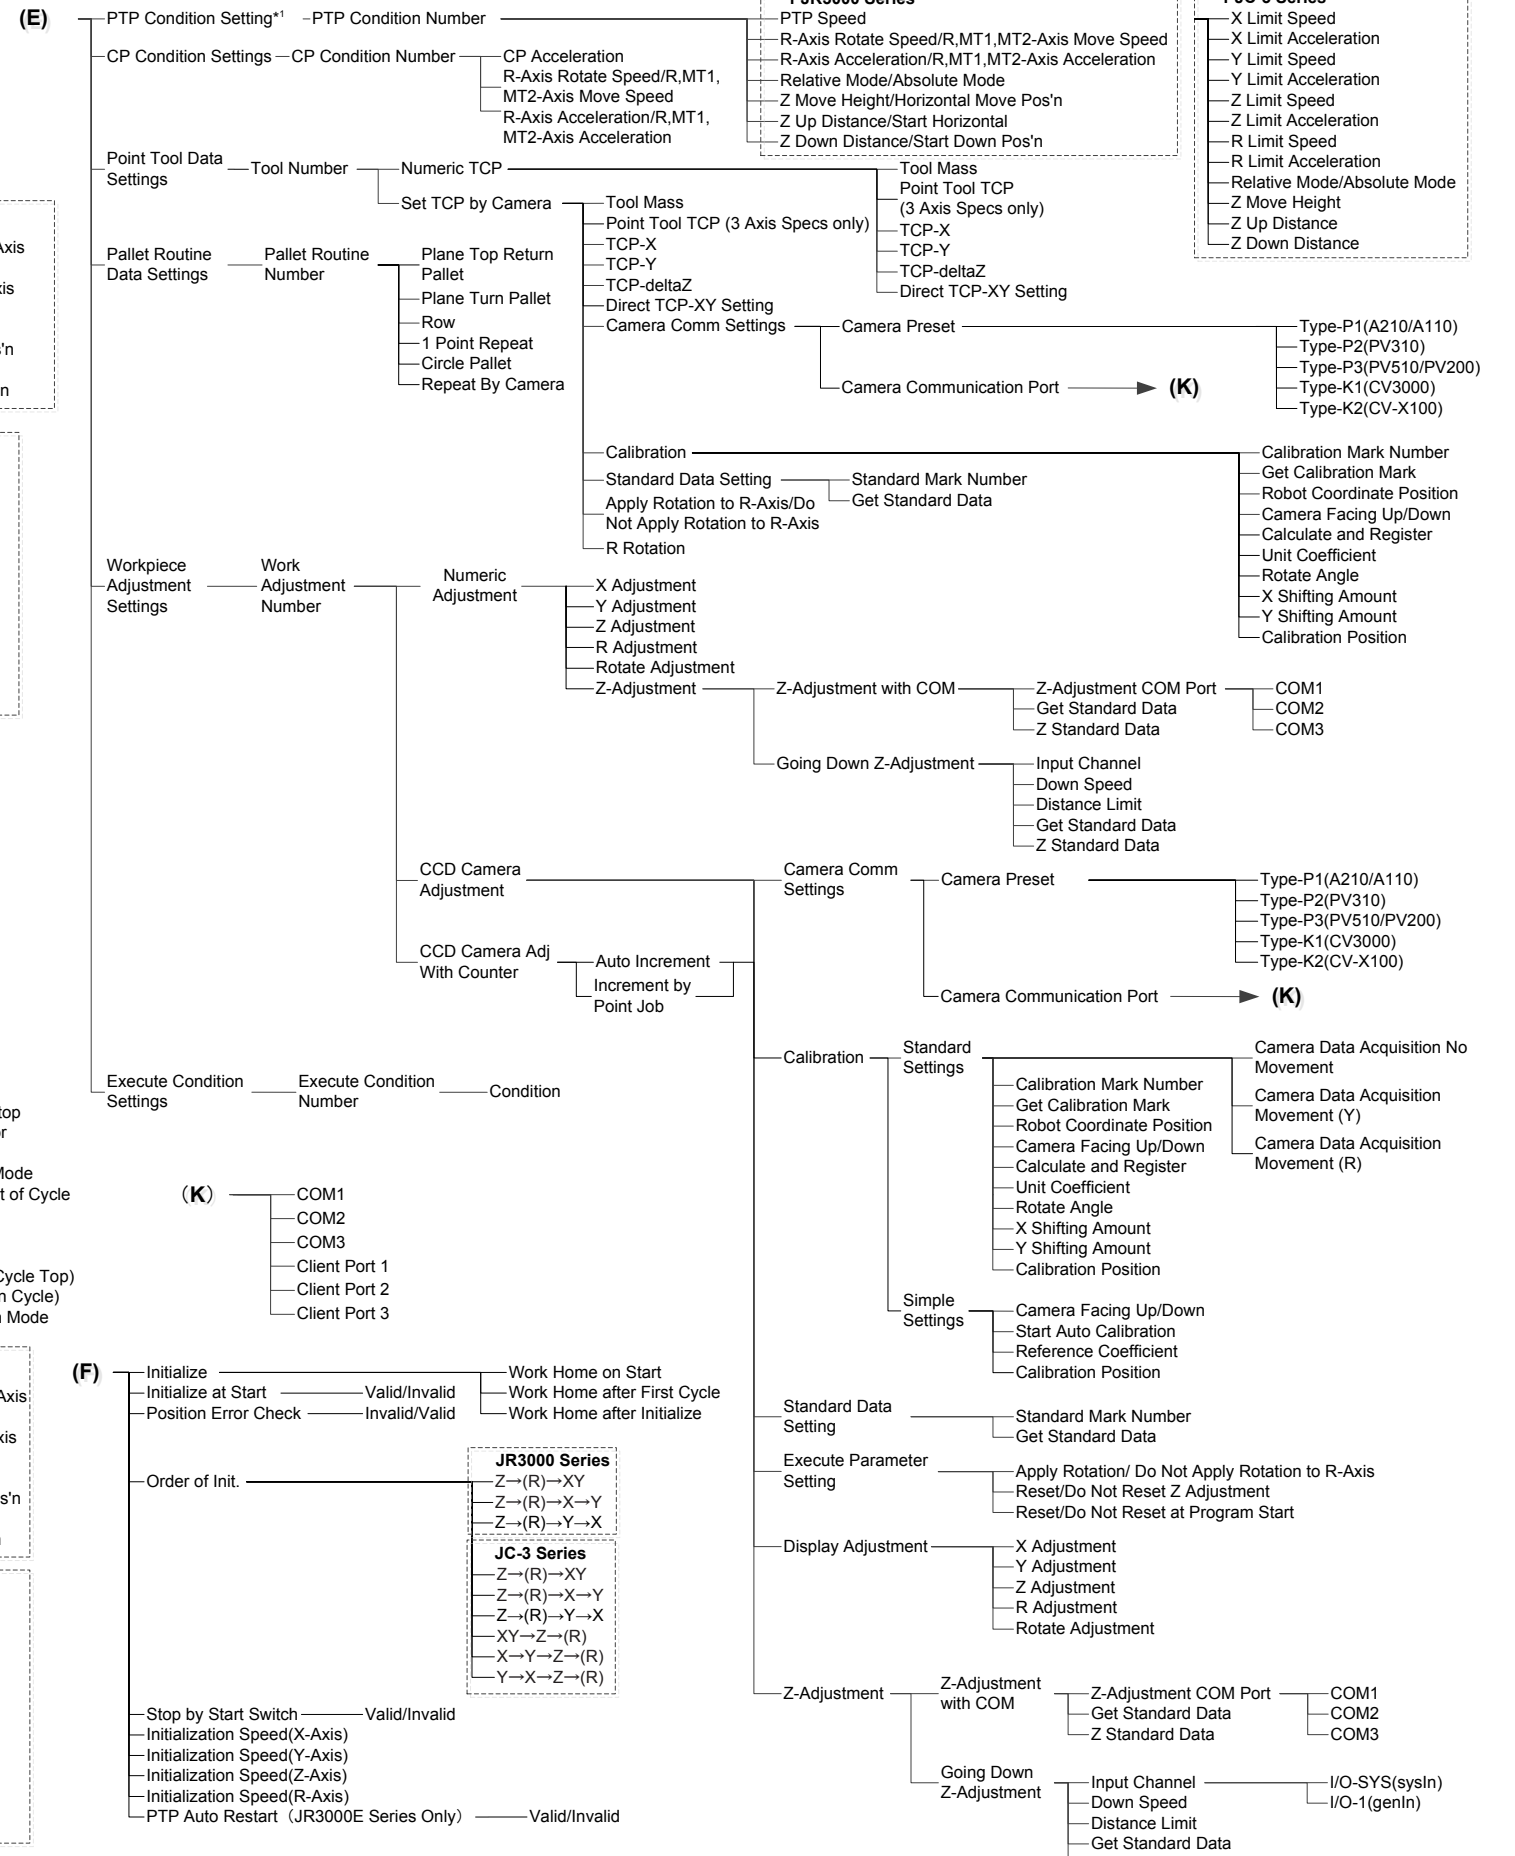 (E)
PTP Condition Setting*1
PTP Condition Number
PTP Speed
R-Axis Rotate Speed/R,MT1,MT2-Axis Move Speed
R-Axis Acceleration/R,MT1,MT2-Axis Acceleration
Relative Mode/Absolute Mode
Z Move Height/Horizontal Move Pos'n
Z Up Distance/Start Horizontal
Z Down Distance/Start Down Pos'n
X Limit Speed
X Limit Acceleration
Y Limit Speed
Y Limit Acceleration
Z Limit Speed
Z Limit Acceleration
R Limit Speed
R Limit Acceleration
Relative Mode/Absolute Mode
Z Move Height
Z Up Distance
Z Down Distance
CP Condition Settings
CP Condition Number
CP Acceleration
R-Axis Rotate Speed/R,MT1,
MT2-Axis Move Speed
R-Axis Acceleration/R,MT1,
MT2-Axis Acceleration
Point Tool Data
Settings
Tool Number
Numeric TCP
Tool Mass
Point Tool TCP
(3 Axis Specs only)
TCP-X
TCP-Y
TCP-deltaZ
Direct TCP-XY Setting
Set TCP by Camera
Tool Mass
Point Tool TCP (3 Axis Specs only)
TCP-X
TCP-Y
TCP-deltaZ
Direct TCP-XY Setting
Camera Comm Settings
Camera Preset
Type-P1(A210/A110)
Type-P2(PV310)
Type-P3(PV510/PV200)
Type-K1(CV3000)
Type-K2(CV-X100)
Camera Communication Port
(K)
Calibration
Calibration Mark Number
Get Calibration Mark
Robot Coordinate Position
Camera Facing Up/Down
Calculate and Register
Unit Coefficient
Rotate Angle
X Shifting Amount
Y Shifting Amount
Calibration Position
Standard Data Setting
Standard Mark Number
Get Standard Data
Apply Rotation to R-Axis/Do
Not Apply Rotation to R-Axis
R Rotation
Pallet Routine
Data Settings
Pallet Routine
Number
Plane Top Return
Pallet
Plane Turn Pallet
Row
1 Point Repeat
Circle Pallet
Repeat By Camera
Workpiece
Adjustment
Settings
Work
Adjustment
Number
Numeric
Adjustment
X Adjustment
Y Adjustment
Z Adjustment
R Adjustment
Rotate Adjustment
Z-Adjustment
Z-Adjustment with COM
Z-Adjustment COM Port
COM1
COM2
COM3
Get Standard Data
Z Standard Data
Going Down Z-Adjustment
Input Channel
Down Speed
Distance Limit
Get Standard Data
Z Standard Data
CCD Camera
Adjustment
CCD Camera Adj
With Counter
Auto Increment
Increment by
Point Job
Camera Comm
Settings
Camera Preset
Type-P1(A210/A110)
Type-P2(PV310)
Type-P3(PV510/PV200)
Type-K1(CV3000)
Type-K2(CV-X100)
Camera Communication Port
(K)
Calibration
Standard
Settings
Camera Data Acquisition No
Movement
Camera Data Acquisition
Movement (Y)
Camera Data Acquisition
Movement (R)
Calibration Mark Number
Get Calibration Mark
Robot Coordinate Position
Camera Facing Up/Down
Calculate and Register
Unit Coefficient
Rotate Angle
X Shifting Amount
Y Shifting Amount
Calibration Position
Simple
Settings
Camera Facing Up/Down
Start Auto Calibration
Reference Coefficient
Calibration Position
Standard Data
Setting
Standard Mark Number
Get Standard Data
Execute Parameter
Setting
Apply Rotation/ Do Not Apply Rotation to R-Axis
Reset/Do Not Reset Z Adjustment
Reset/Do Not Reset at Program Start
Display Adjustment
X Adjustment
Y Adjustment
Z Adjustment
R Adjustment
Rotate Adjustment
Z-Adjustment
Z-Adjustment
with COM
Z-Adjustment COM Port
COM1
COM2
COM3
Get Standard Data
Z Standard Data
Going Down
Z-Adjustment
Input Channel
I/O-SYS(sysIn)
I/O-1(genIn)
Down Speed
Distance Limit
Get Standard Data
Execute Condition
Settings
Execute Condition
Number
Condition
（K）
COM1
COM2
COM3
Client Port 1
Client Port 2
Client Port 3
(F)
Initialize
Work Home on Start
Work Home after First Cycle
Work Home after Initialize
Initialize at Start
Valid/Invalid
Position Error Check
Invalid/Valid
Order of Init.
JR3000 Series
Z→(R)→XY
Z→(R)→X→Y
Z→(R)→Y→X
JC-3 Series
Z→(R)→XY
Z→(R)→X→Y
Z→(R)→Y→X
XY→Z→(R)
X→Y→Z→(R)
Y→X→Z→(R)
Stop by Start Switch
Valid/Invalid
Initialization Speed(X-Axis)
Initialization Speed(Y-Axis)
Initialization Speed(Z-Axis)
Initialization Speed(R-Axis)
PTP Auto Restart（JR3000E Series Only）
Valid/Invalid
t of Cycle
Cycle Top)
n Cycle)
Mode